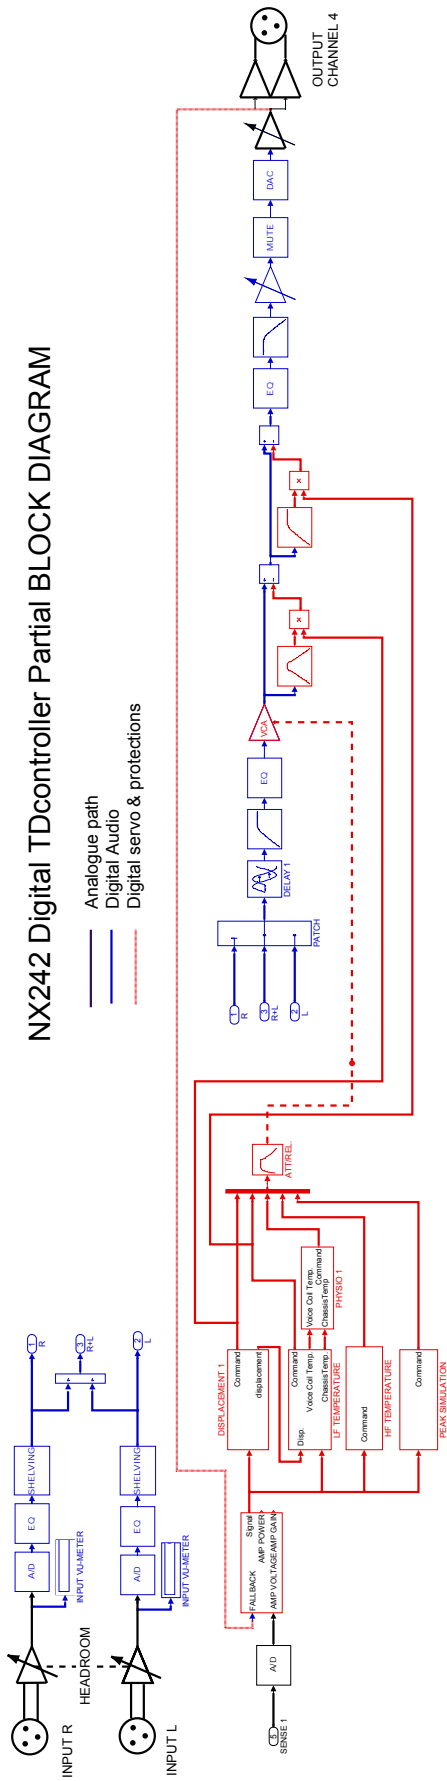 NX242 Digital TDcontroller Partial BLOCK DIAGRAM
Analogue path
Digital Audio
Digital servo & protections
INPUT R
HEADROOM
INPUT L
A/D
EQ
SHELVING
INPUT VU-METER
A/D
EQ
SHELVING
INPUT VU-METER
1
R
3
R+L
2
L
5
SENSE 1
A/D
FALLBACK
Signal
AMP POWER
AMP VOLTAGE
AMP GAIN
DISPLACEMENT 1
Command
displacement
Disp.
Command
Voice Coil Temp.
ChassisTemp
LF TEMPERATURE
Voice Coil Temp.
Command
ChassisTemp
PHYSIO 1
Command
HF TEMPERATURE
Command
PEAK SIMULATION
ATT/REL.
1
R
3
R+L
2
L
PATCH
DELAY 1
EQ
VCA
x
x
EQ
MUTE
DAC
OUTPUT
CHANNEL 4